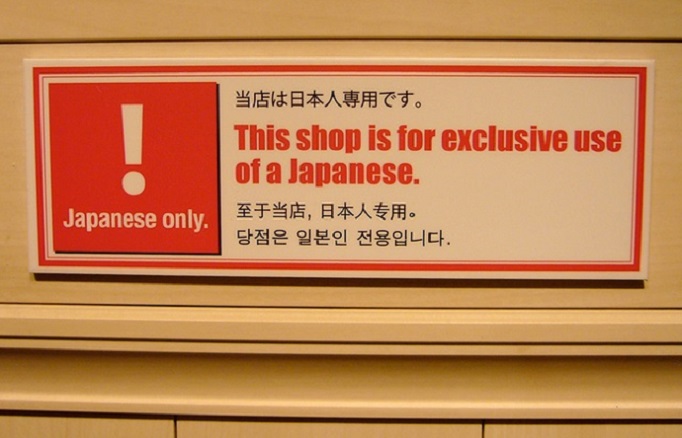 !
Japanese only.
当店は日本人専用です。
This shop is for exclusive use
of a Japanese.
至于当店, 日本人专用。
당점은 일본인 전용입니다.